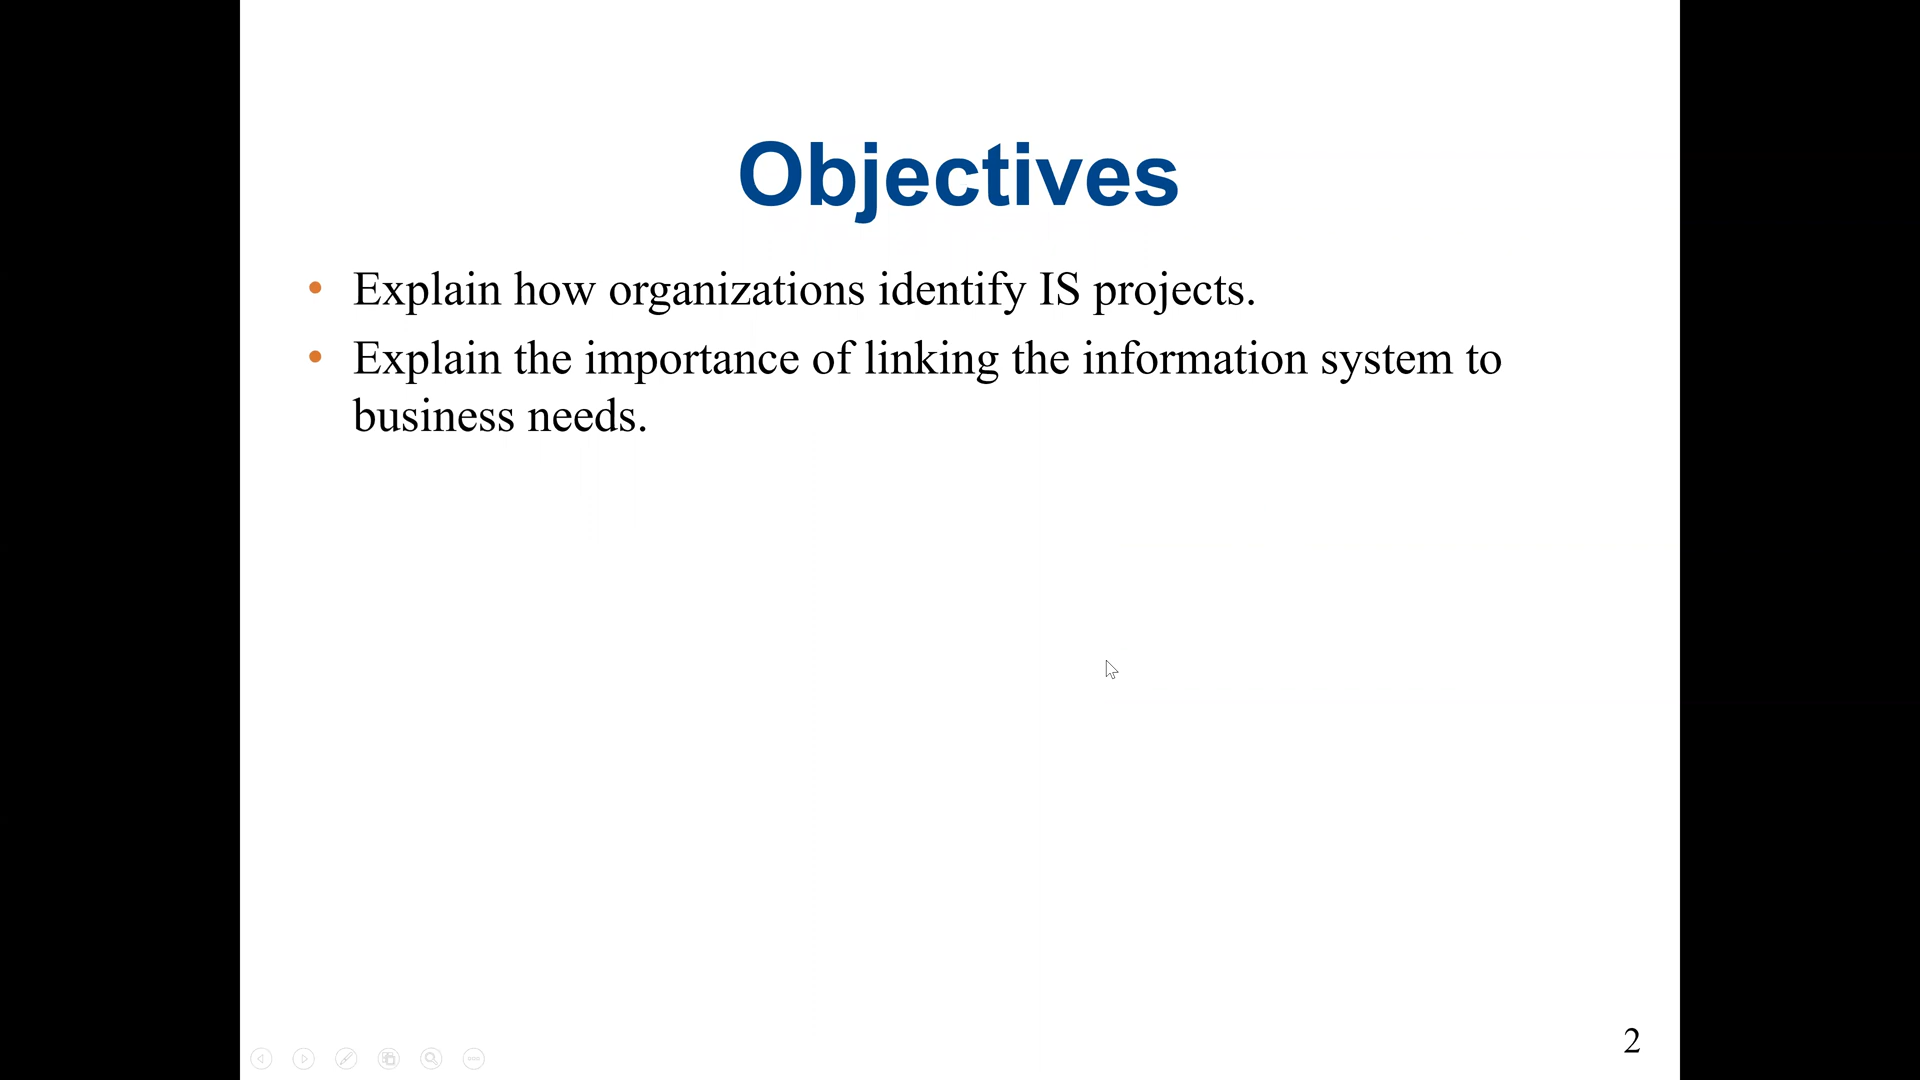 Objectives
• Explain how organizations identify IS projects.
• Explain the importance of linking the information system to
business needs.
2